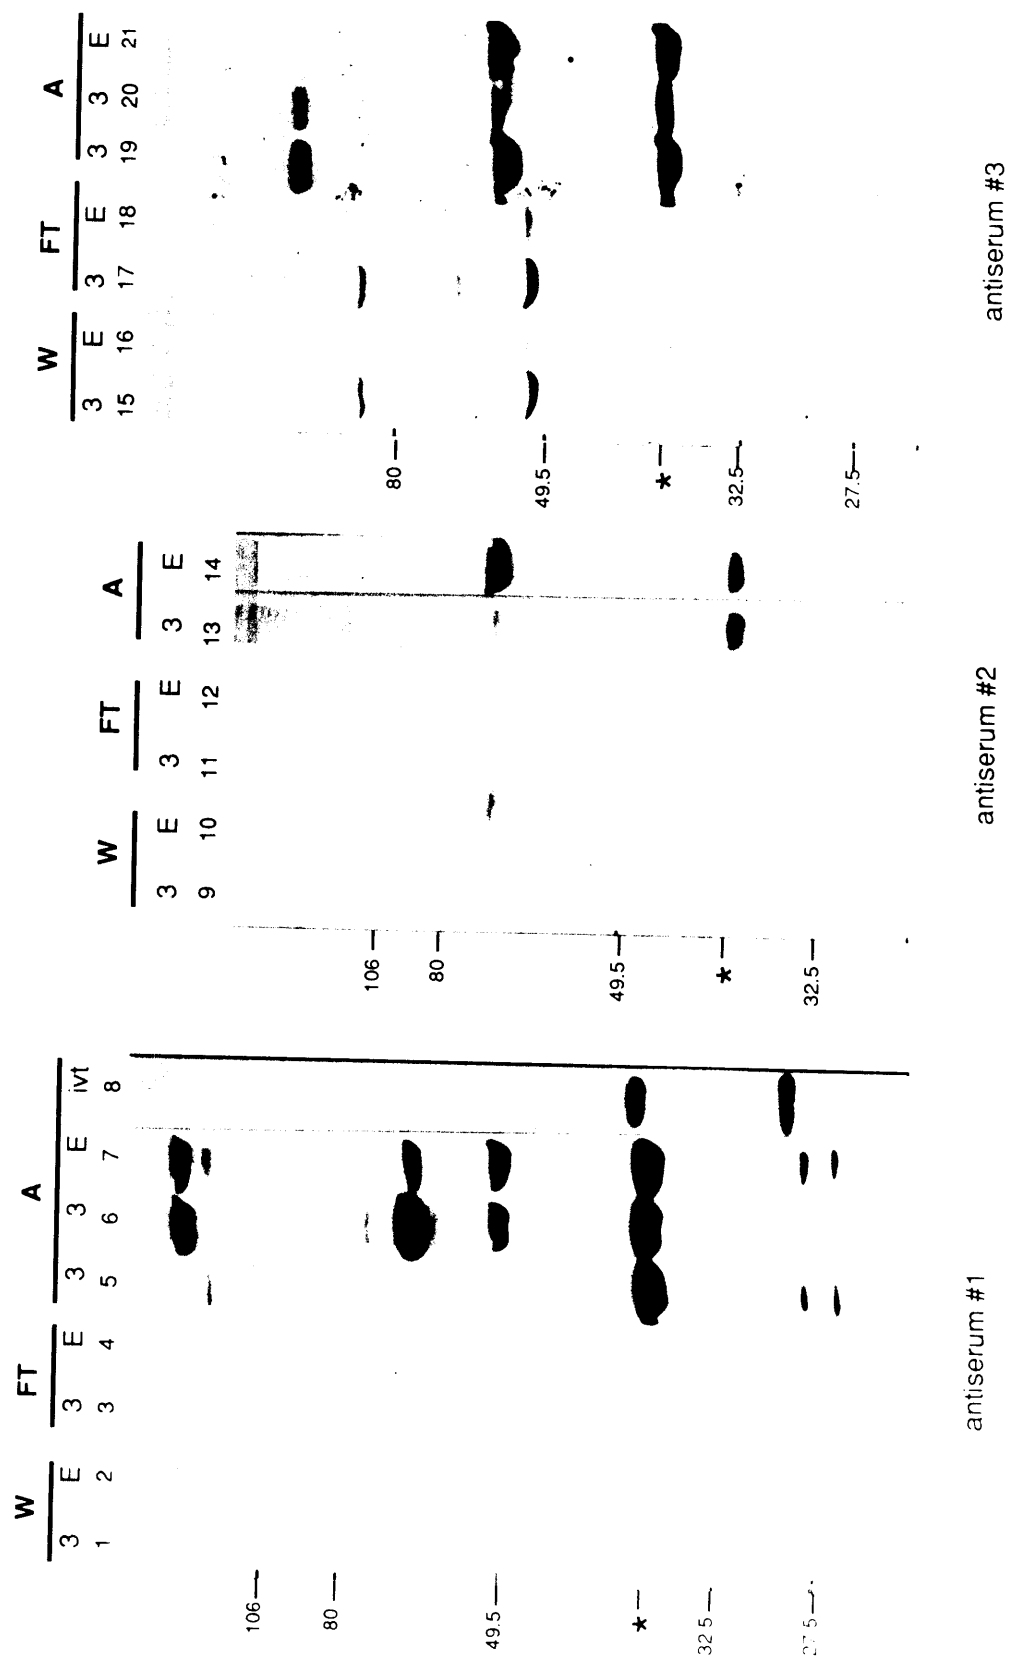 W FT A
3 E 3 E 3 3 E ivt
1 2 3 4 5 6 7 8
106
80
49.5
*
32.5
27.5
antiserum #1
W FT A
3 E 3 E 3 E
9 10 11 12 13 14
106
80
49.5
*
32.5
antiserum #2
W FT A
3 E 3 E 3 3 E
15 16 17 18 19 20 21
80
49.5
*
32.5
27.5
antiserum #3